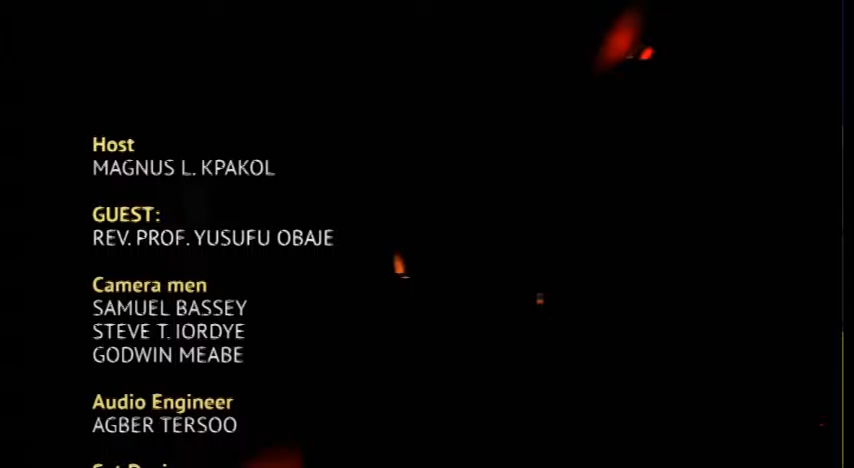 Host
MAGNUS L. KPAKOL
GUEST:
REV. PROF. YUSUFU OBAJE
Camera men
SAMUEL BASSEY
STEVE T. IORDYE
GODWIN MEABE
Audio Engineer
AGBER TERSOO